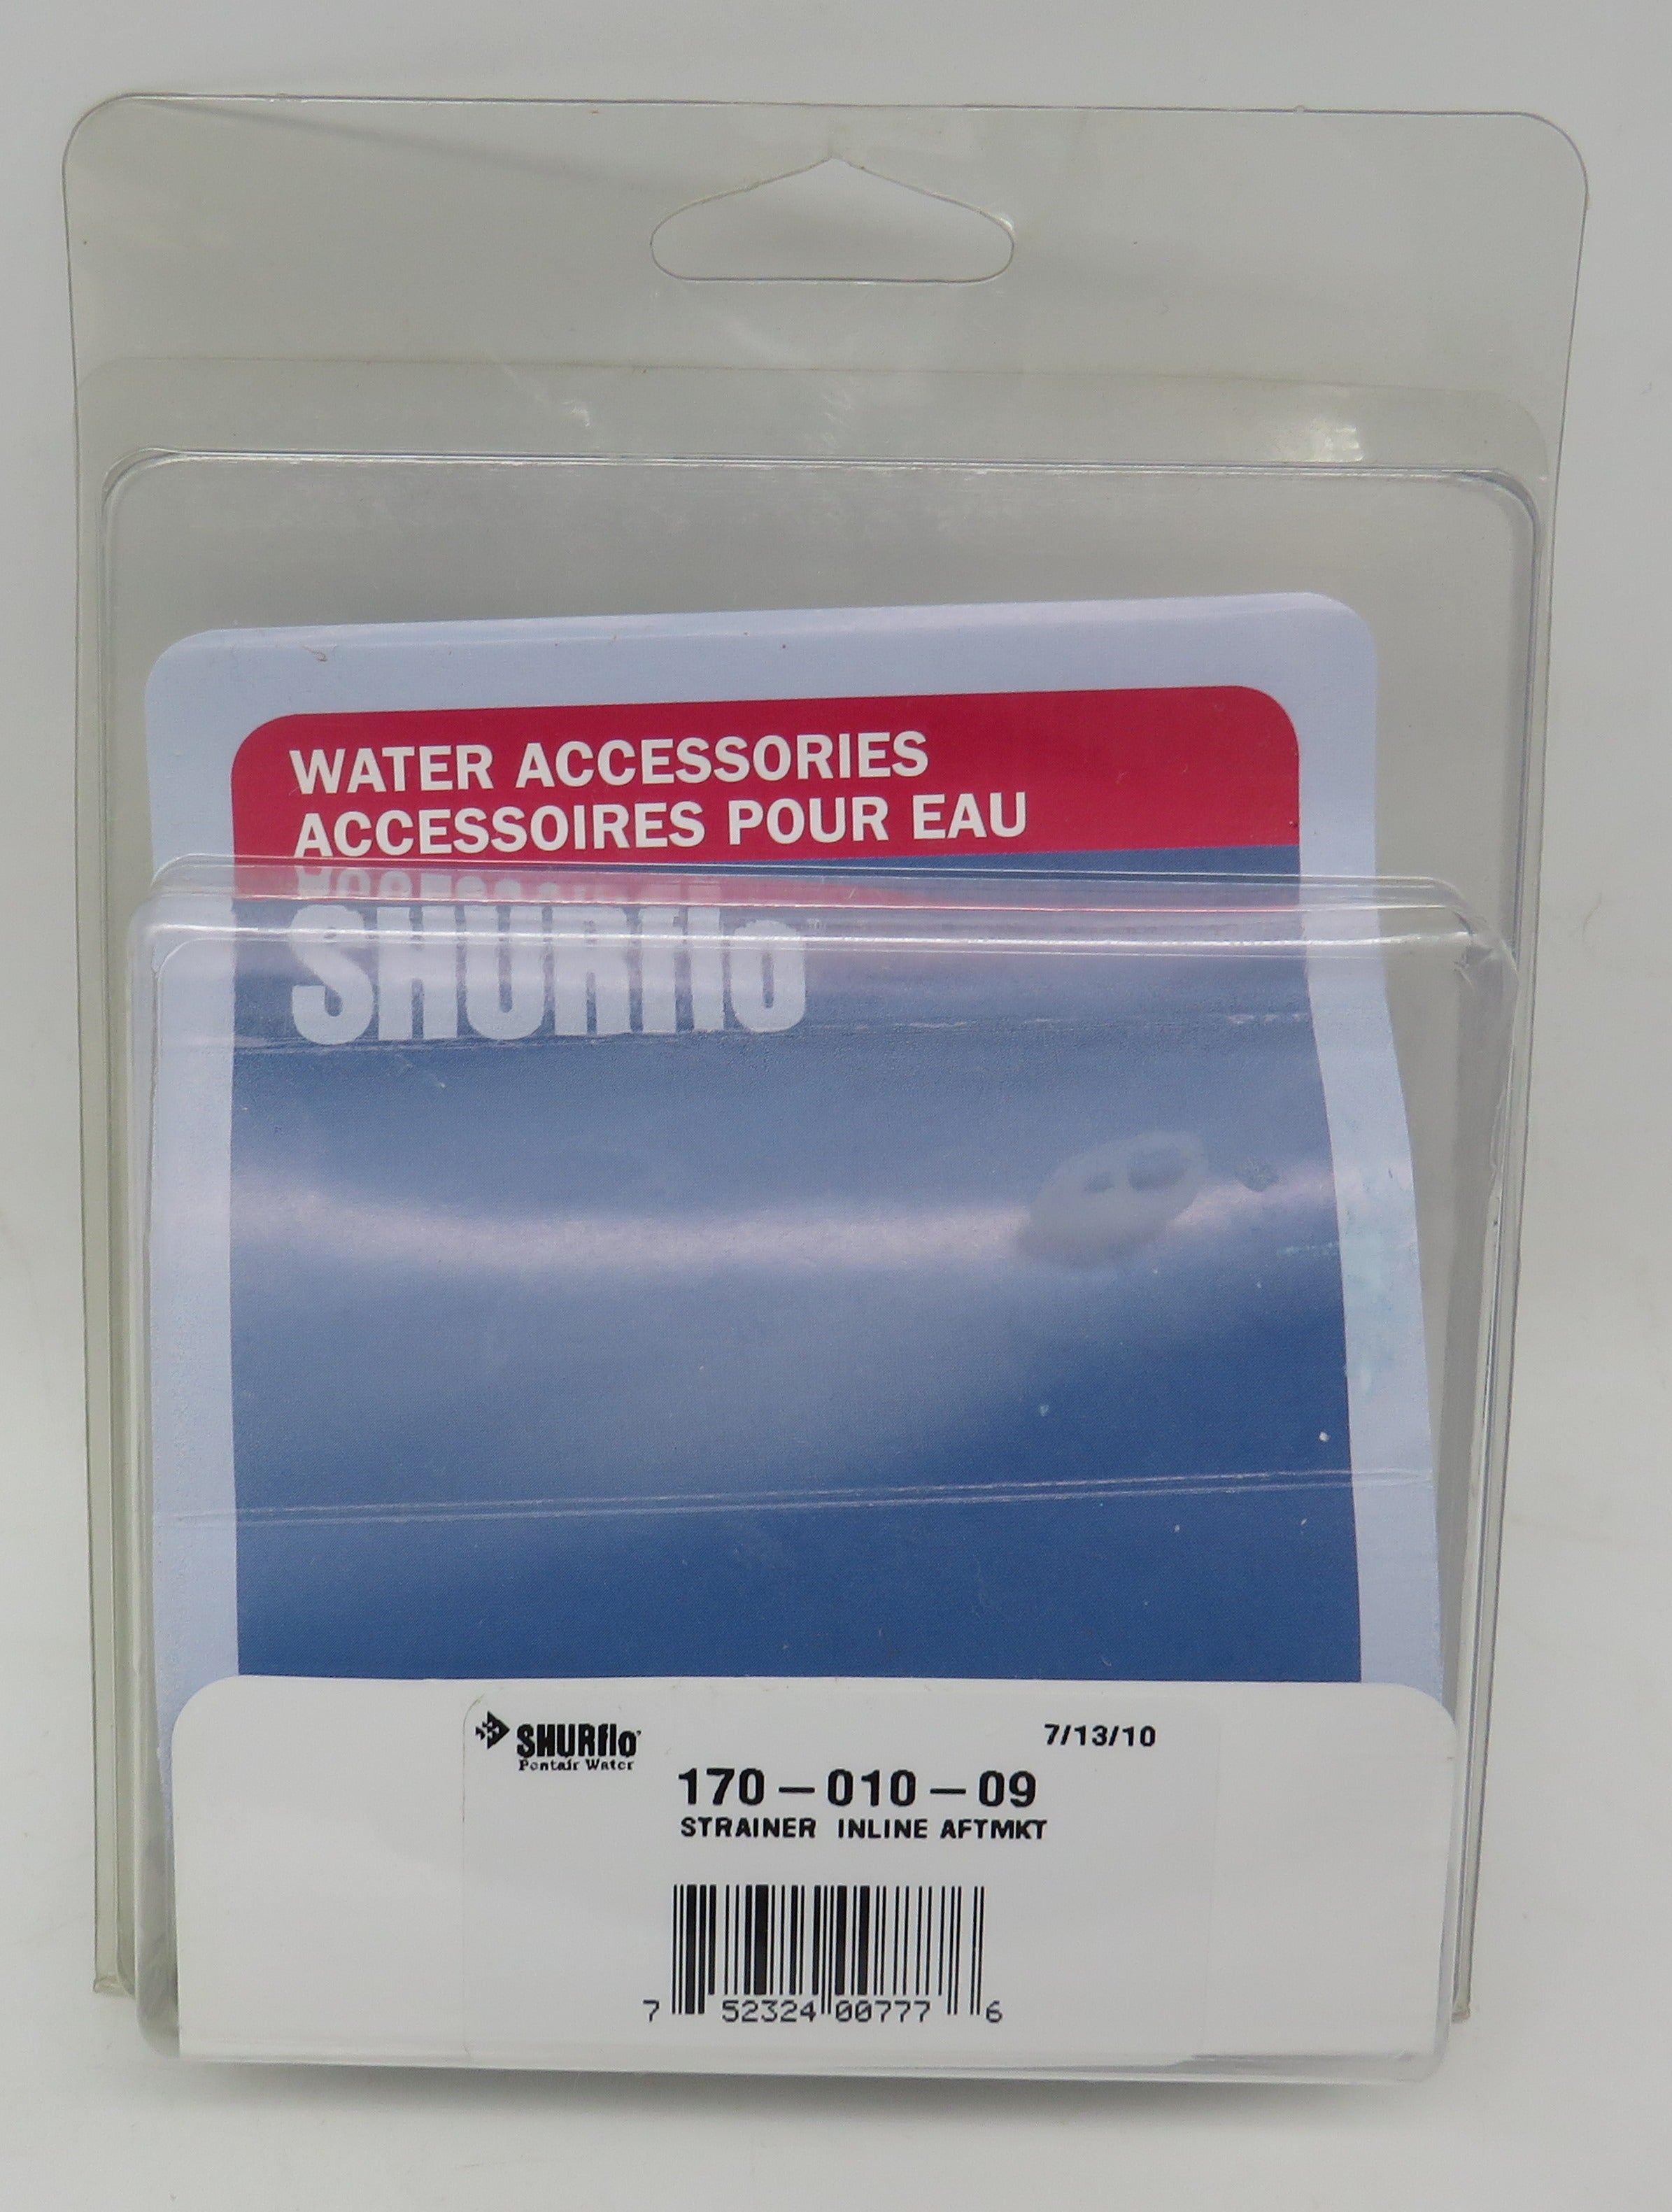 WATER ACCESSORIES
ACCESSOIRES POUR EAU
SHURflo™
SHURflo
7/13/10
Pentair Water
170-010-09
STRAINER INLINE AFTMKT
7 52324 00777 6